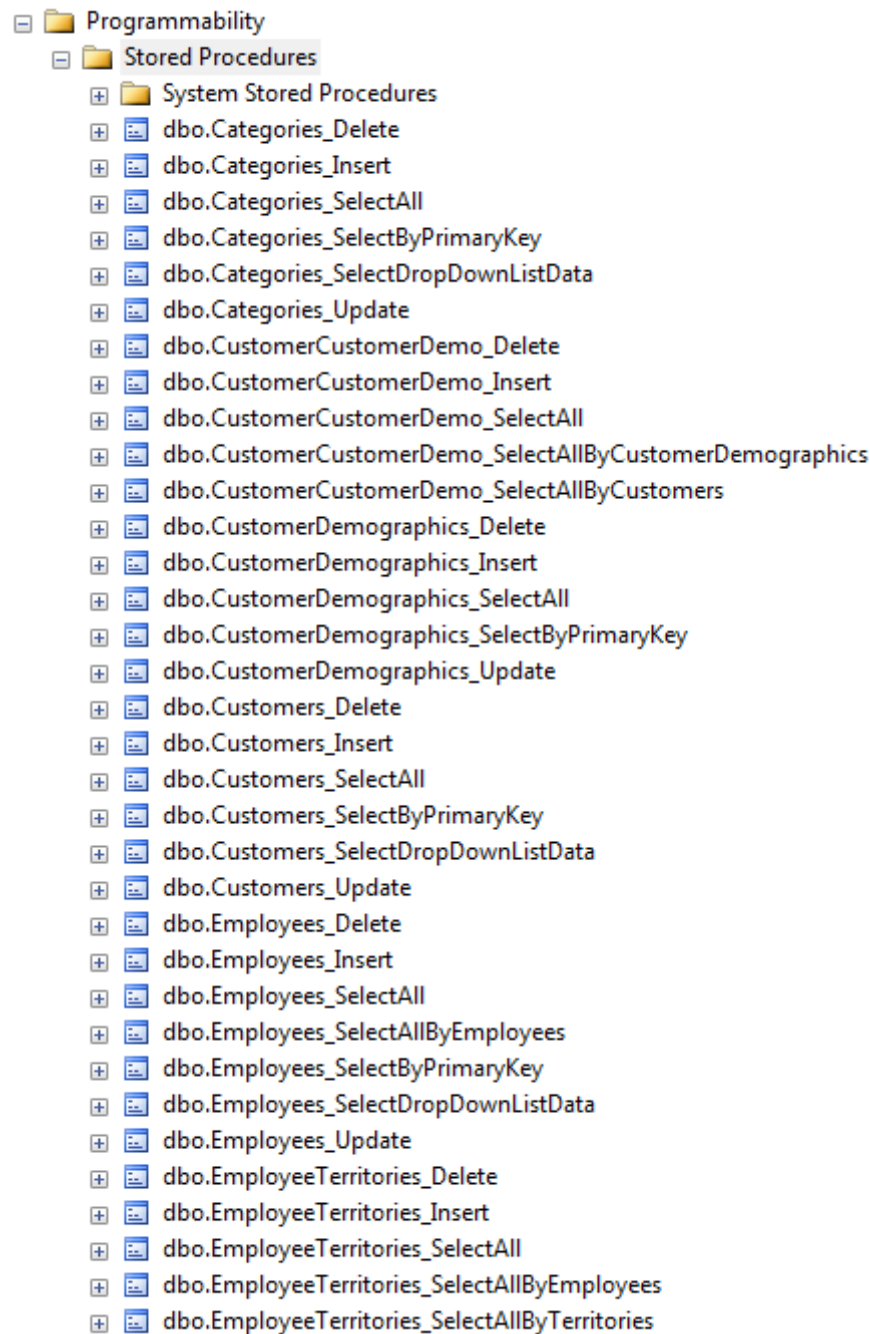 Programmability
Stored Procedures
System Stored Procedures
dbo.Categories_Delete
dbo.Categories_Insert
dbo.Categories_SelectAll
dbo.Categories_SelectByPrimaryKey
dbo.Categories_SelectDropDownListData
dbo.Categories_Update
dbo.CustomerCustomerDemo_Delete
dbo.CustomerCustomerDemo_Insert
dbo.CustomerCustomerDemo_SelectAll
dbo.CustomerCustomerDemo_SelectAllByCustomerDemographics
dbo.CustomerCustomerDemo_SelectAllByCustomers
dbo.CustomerDemographics_Delete
dbo.CustomerDemographics_Insert
dbo.CustomerDemographics_SelectAll
dbo.CustomerDemographics_SelectByPrimaryKey
dbo.CustomerDemographics_Update
dbo.Customers_Delete
dbo.Customers_Insert
dbo.Customers_SelectAll
dbo.Customers_SelectByPrimaryKey
dbo.Customers_SelectDropDownListData
dbo.Customers_Update
dbo.Employees_Delete
dbo.Employees_Insert
dbo.Employees_SelectAll
dbo.Employees_SelectAllByEmployees
dbo.Employees_SelectByPrimaryKey
dbo.Employees_SelectDropDownListData
dbo.Employees_Update
dbo.EmployeeTerritories_Delete
dbo.EmployeeTerritories_Insert
dbo.EmployeeTerritories_SelectAll
dbo.EmployeeTerritories_SelectAllByEmployees
dbo.EmployeeTerritories_SelectAllByTerritories